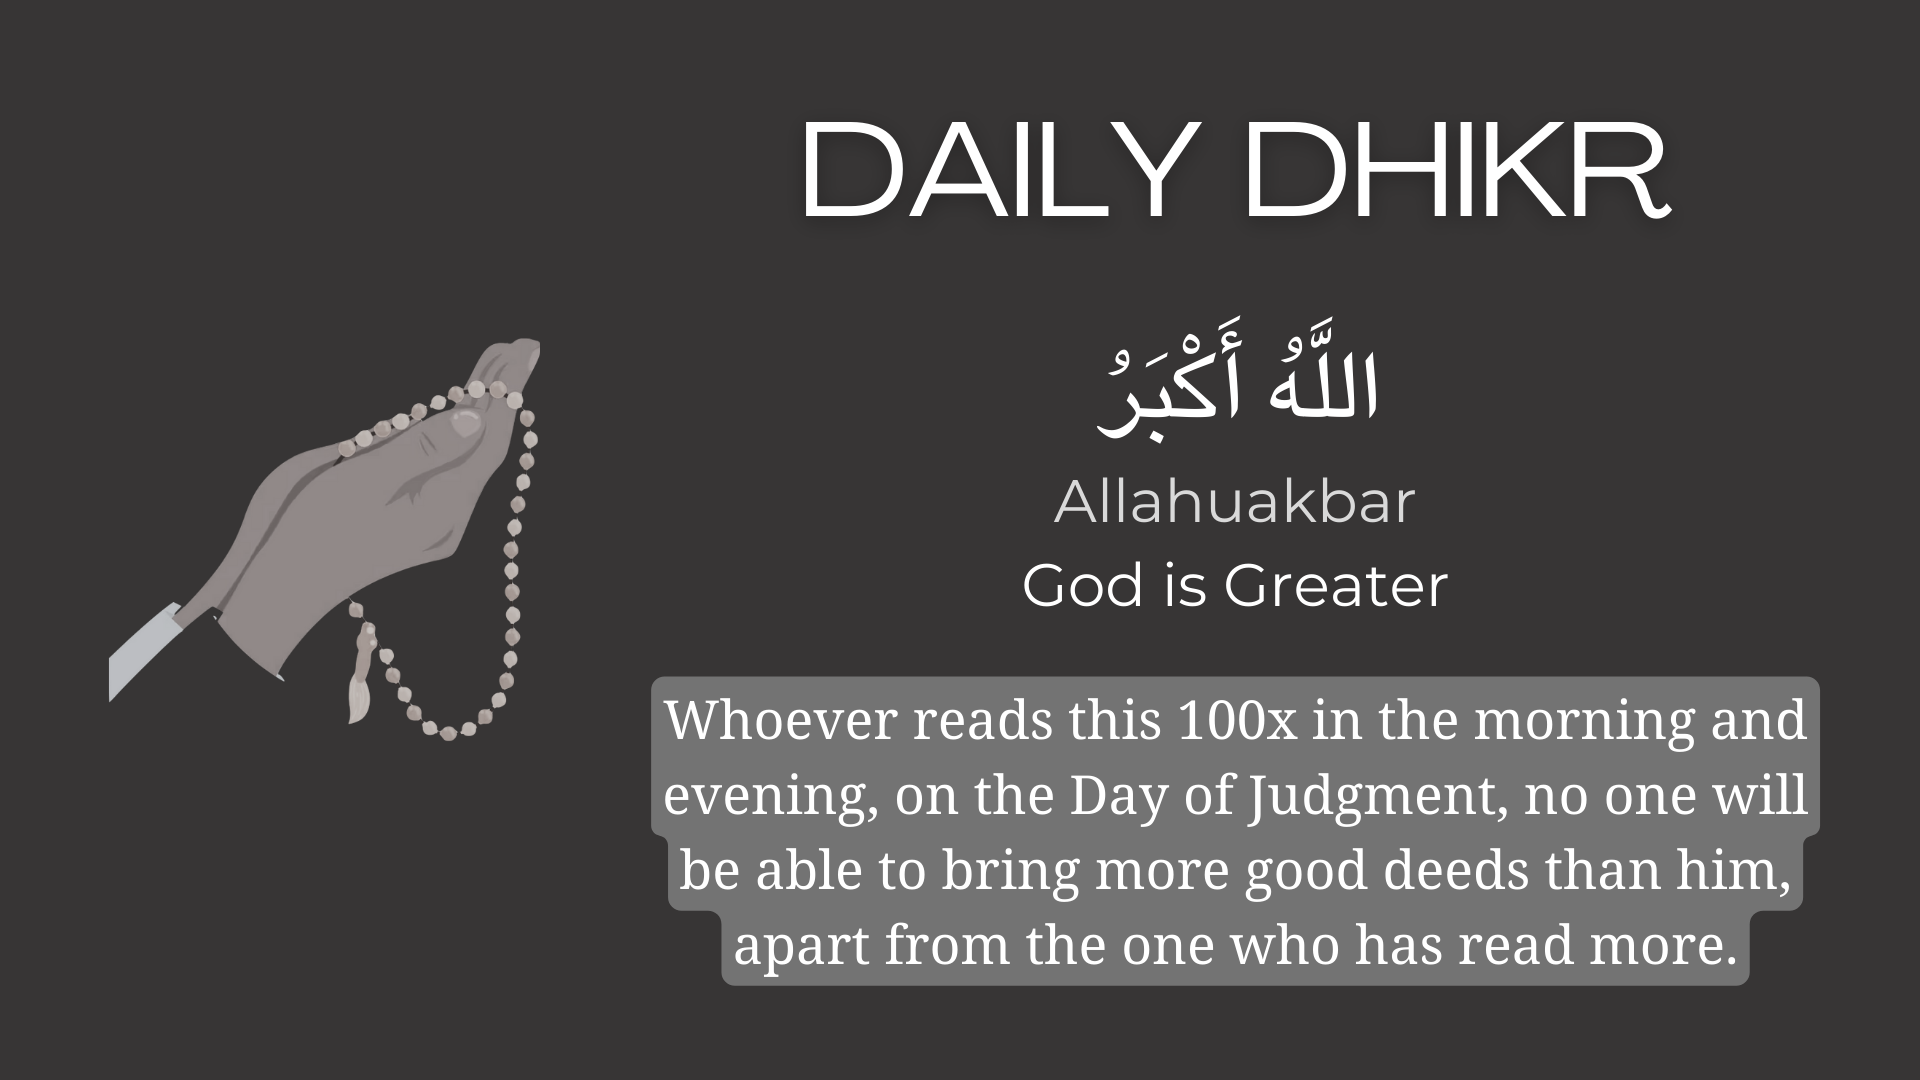 DAILY DHIKR
اللَّهُ أَكْبَرُ
Allahuakbar
God is Greater
Whoever reads this 100x in the morning and
evening, on the Day of Judgment, no one will
be able to bring more good deeds than him,
apart from the one who has read more.